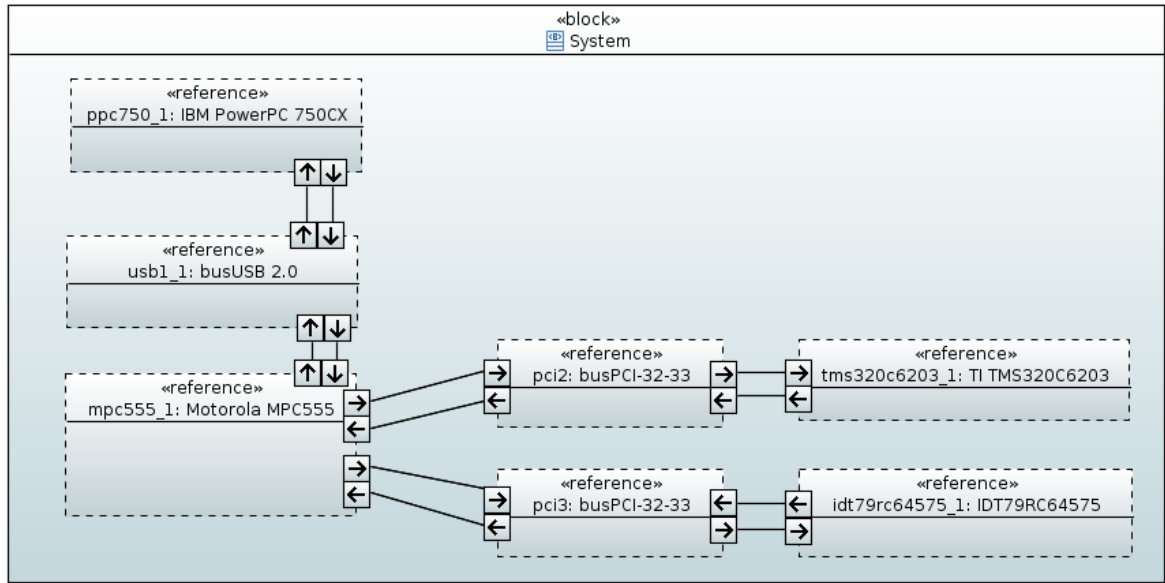 «block»
System
«reference»
ppc750_1: IBM PowerPC 750CX
«reference»
usb1_1: busUSB 2.0
«reference»
mpc555_1: Motorola MPC555
«reference»
pci2: busPCI-32-33
«reference»
tms320c6203_1: TI TMS320C6203
«reference»
pci3: busPCI-32-33
«reference»
idt79rc64575_1: IDT79RC64575